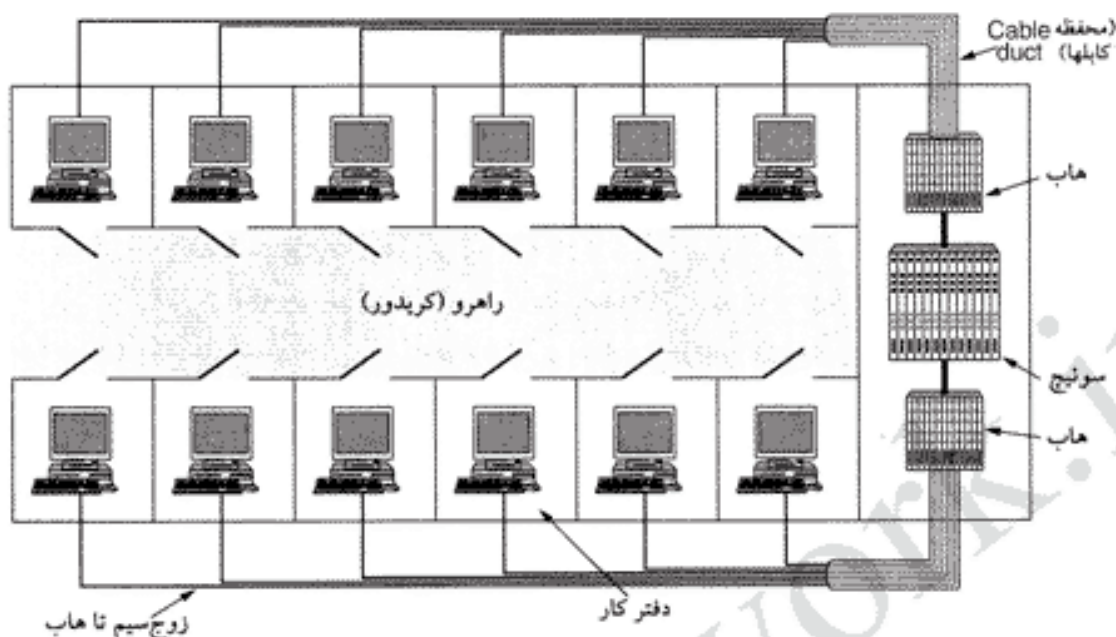 (محفظه Cable
کابلها) duct
هاب
راهرو (کریدور)
سوئیچ
هاب
دفتر کار
زوج‌سیم تا هاب